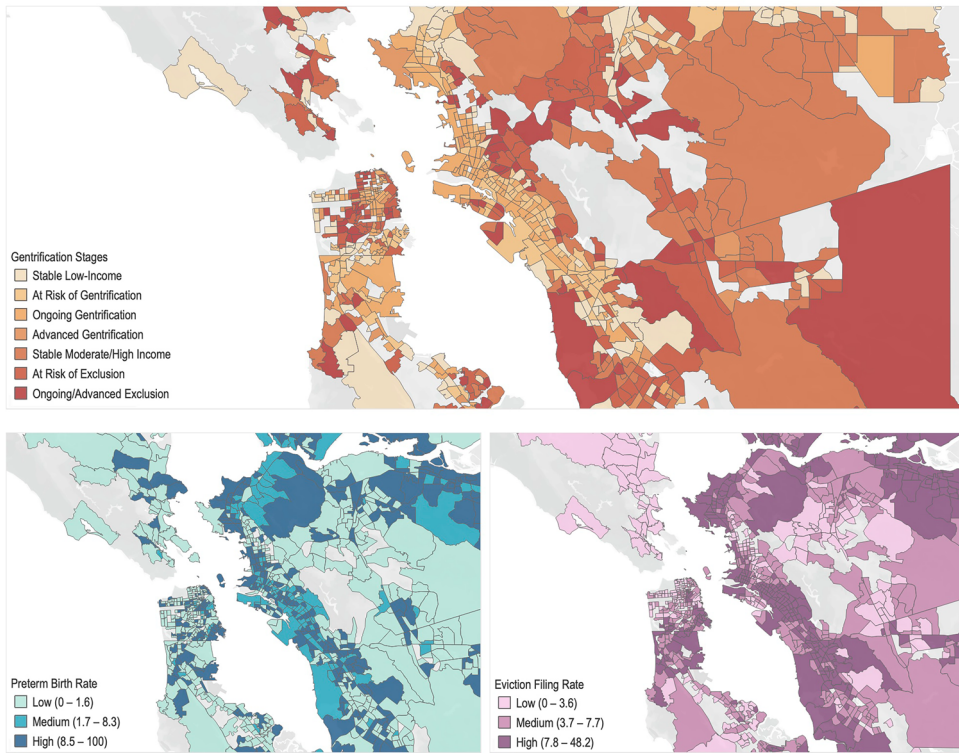 Gentrification Stages
Stable Low-Income
At Risk of Gentrification
Ongoing Gentrification
Advanced Gentrification
Stable Moderate/High Income
At Risk of Exclusion
Ongoing/Advanced Exclusion
Preterm Birth Rate
Low (0 – 1.6)
Medium (1.7 – 8.3)
High (8.5 – 100)
Eviction Filing Rate
Low (0 – 3.6)
Medium (3.7 – 7.7)
High (7.8 – 48.2)